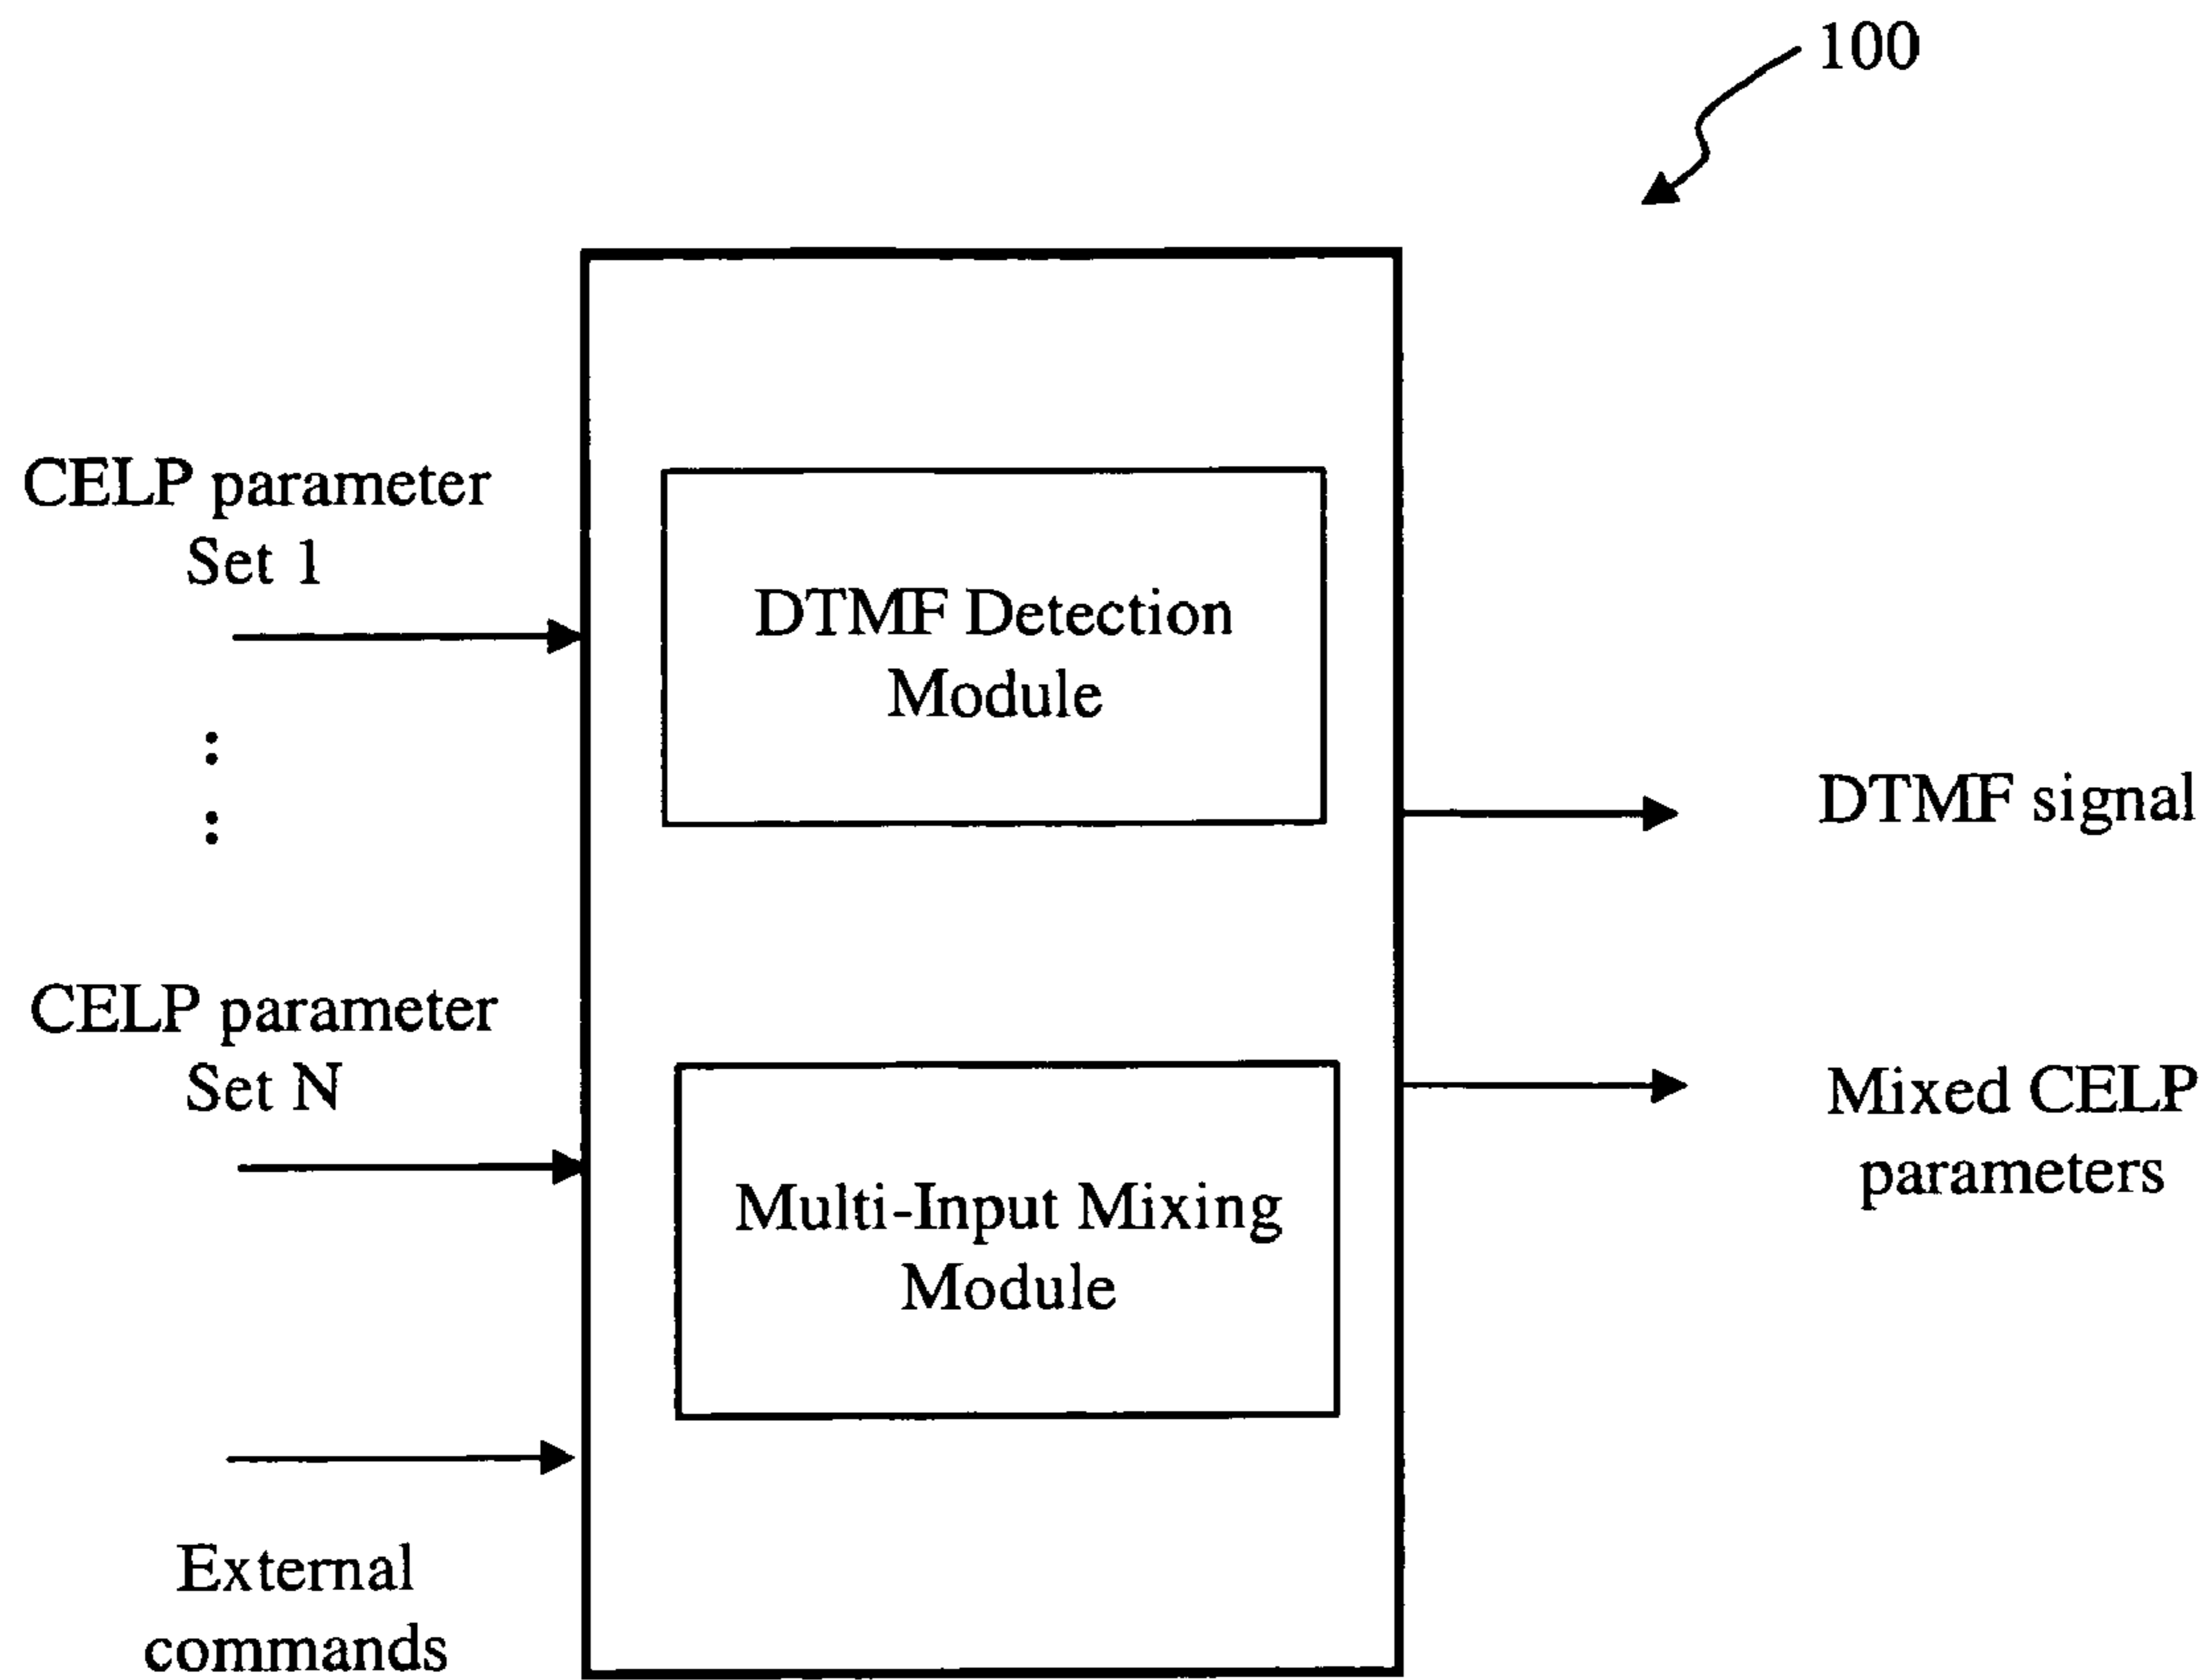 100
CELP parameter
Set 1
DTMF Detection
Module
DTMF signal
CELP parameter
Set N
Mixed CELP
parameters
Multi-Input Mixing
Module
External
commands